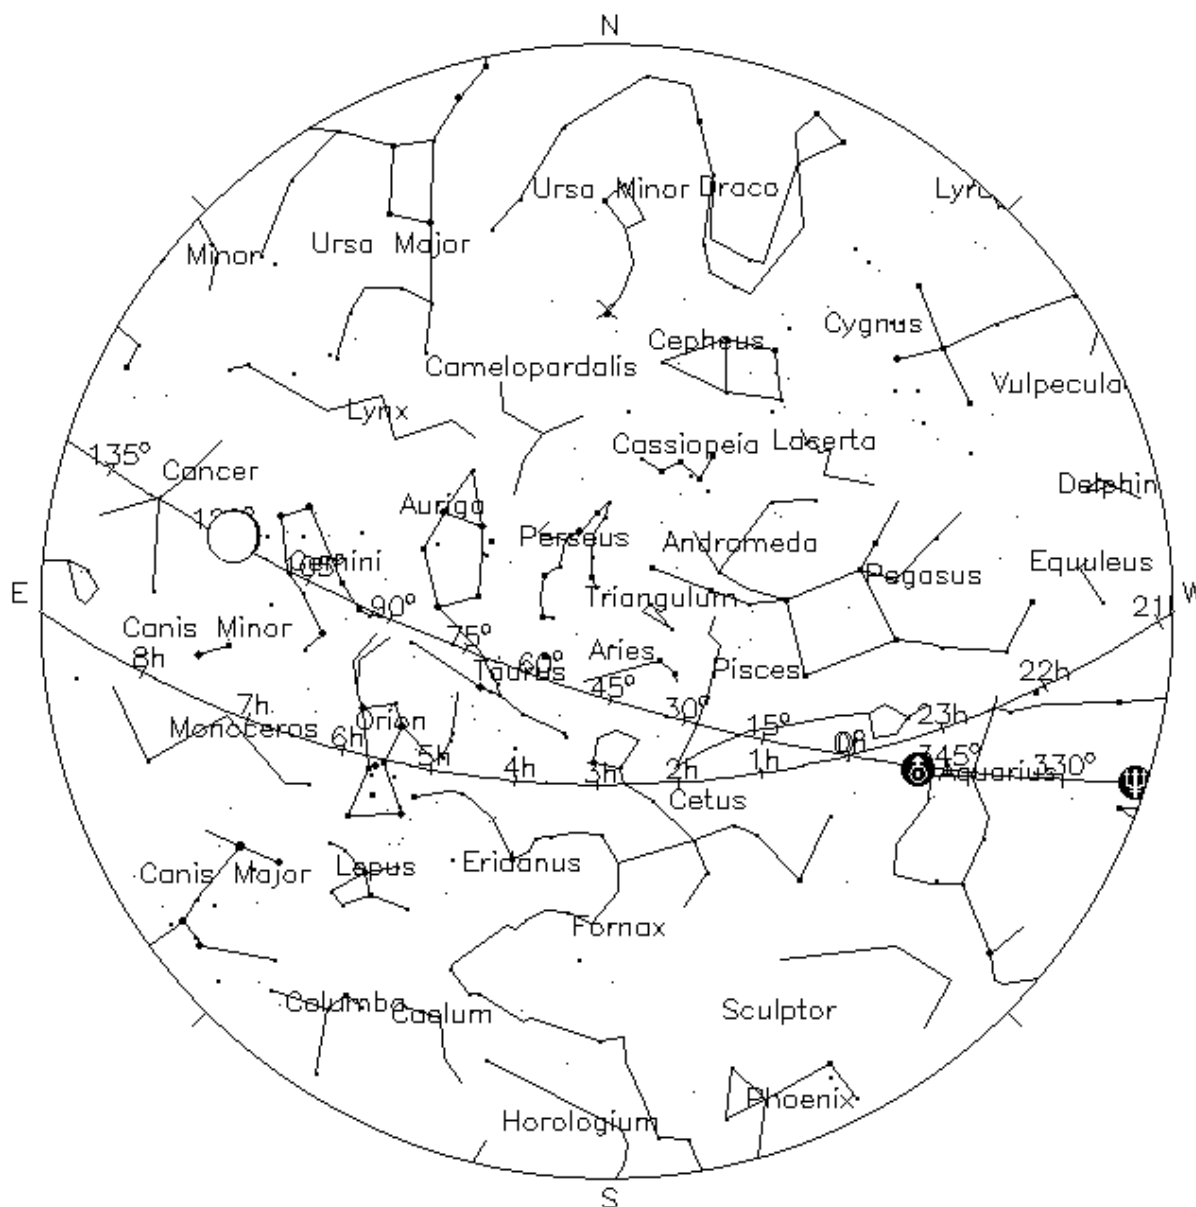 N
Ursa Minor Draco
Lyra
Minor
Ursa Major
Cepheus
Cygnus
Camelopardalis
Vulpecula
Lynx
Cassiopeia
Lacerta
135°
Cancer
Delphin
Auriga
Perseus
Andromeda
Gemini
105°
Pegasus
Equuleus
E
W
90°
Triangulum
21h
Canis Minor
75°
Aries
8h
Taurus
60°
Pisces
45°
22h
7h
Monoceros
Orion
30°
15°
23h
6h
5h
4h
3h
2h
1h
0h
345°
Aquarius
330°
Cetus
Canis Major
Lepus
Eridanus
Fornax
Columba
Caelum
Sculptor
Phoenix
Horologium
S